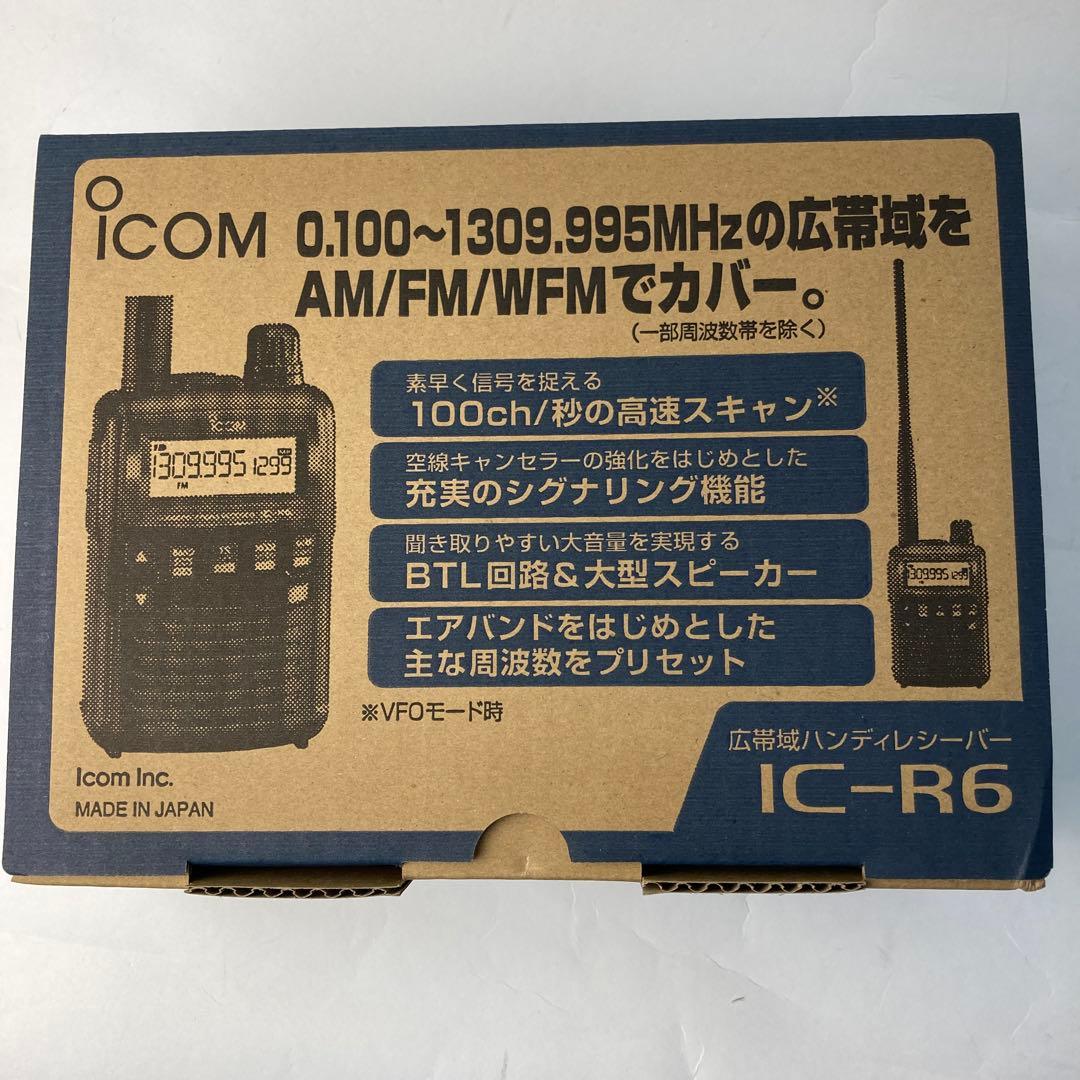 iCOM
0.100~1309.995MHzの広帯域を
AM/FM/WFMでカバー。
(一部周波数帯を除く)
素早く信号を捉える
100ch/秒の高速スキャン※
空線キャンセラーの強化をはじめとした
充実のシグナリング機能
聞き取りやすい大音量を実現する
BTL回路&大型スピーカー
エアバンドをはじめとした
主な周波数をプリセット
※VFOモード時
iCOM
1309.995 1299
FM
1309.995 1299
広帯域ハンディレシーバー
IC-R6
Icom Inc.
MADE IN JAPAN